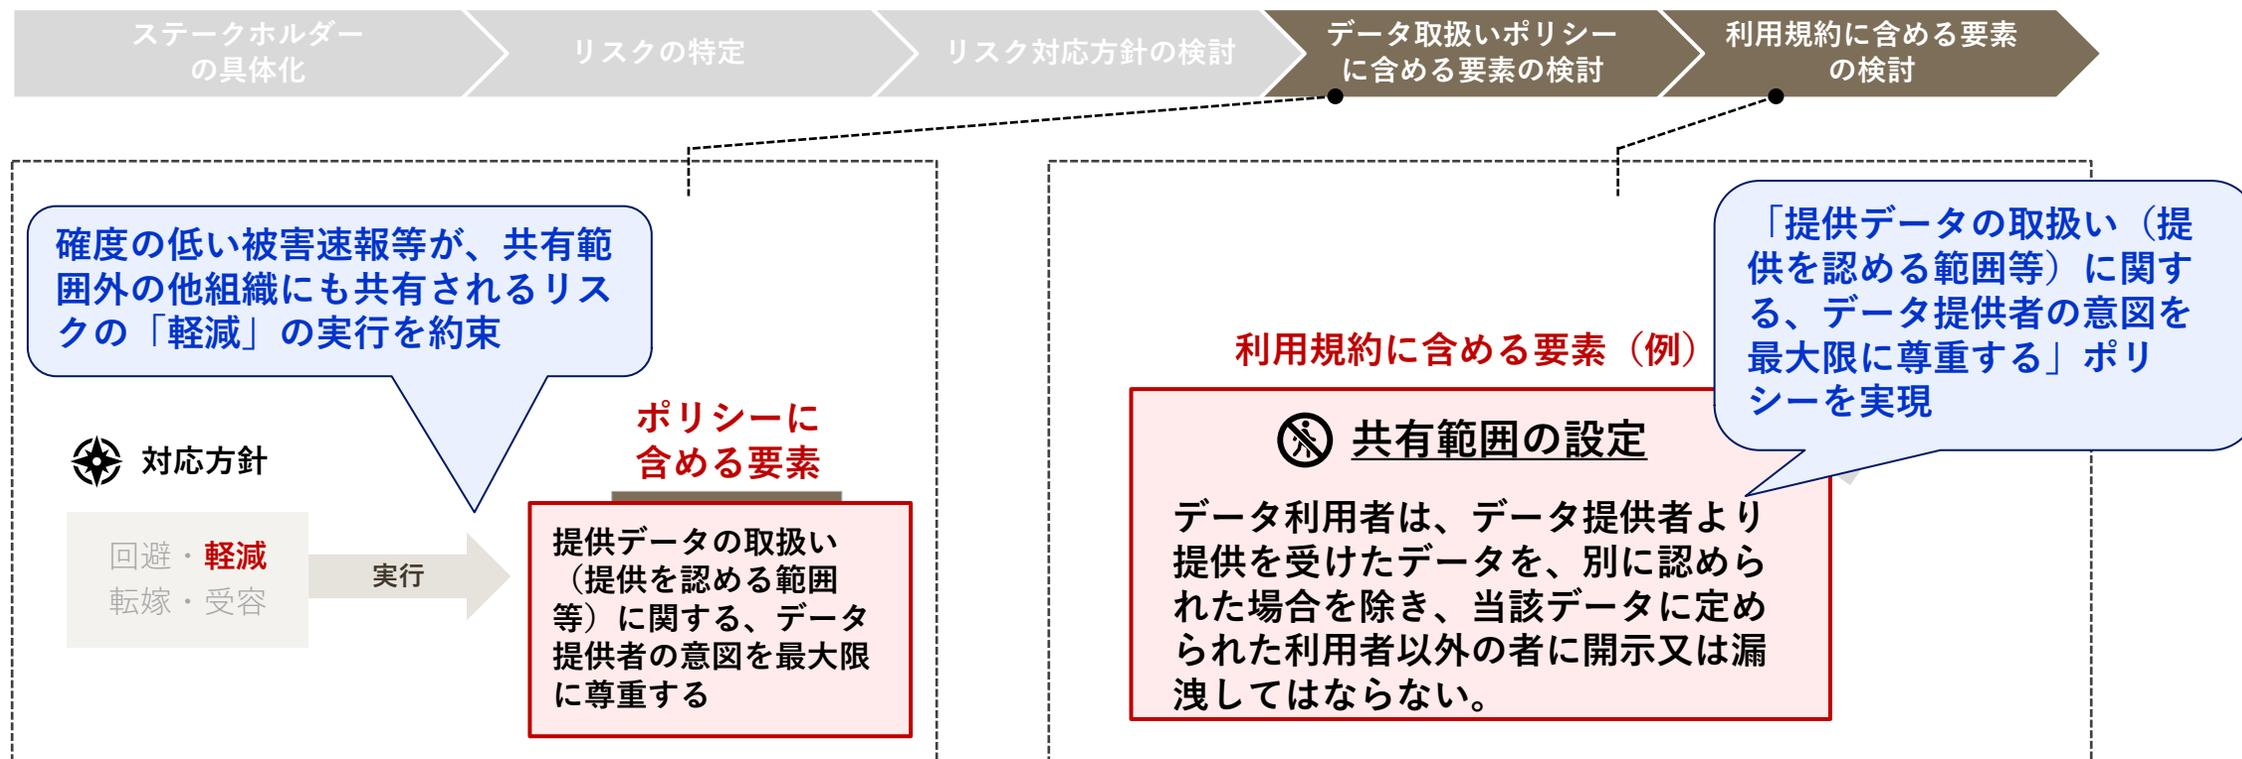 ステークホルダー
の具体化
リスクの特定
リスク対応方針の検討
データ取扱いポリシー
に含める要素の検討
利用規約に含める要素
の検討
確度の低い被害速報等が、共有範
囲外の他組織にも共有されるリス
クの「軽減」の実行を約束
対応方針
回避・軽減
転嫁・受容
実行
ポリシーに
含める要素
提供データの取扱い
（提供を認める範囲
等）に関する、データ
提供者の意図を最大限
に尊重する
「提供データの取扱い（提
供を認める範囲等）に関す
る、データ提供者の意図を
最大限に尊重する」ポリ
シーを実現
利用規約に含める要素（例）
共有範囲の設定
データ利用者は、データ提供者より
提供を受けたデータを、別に認めら
れた場合を除き、当該データに定め
られた利用者以外の者に開示又は漏
洩してはならない。